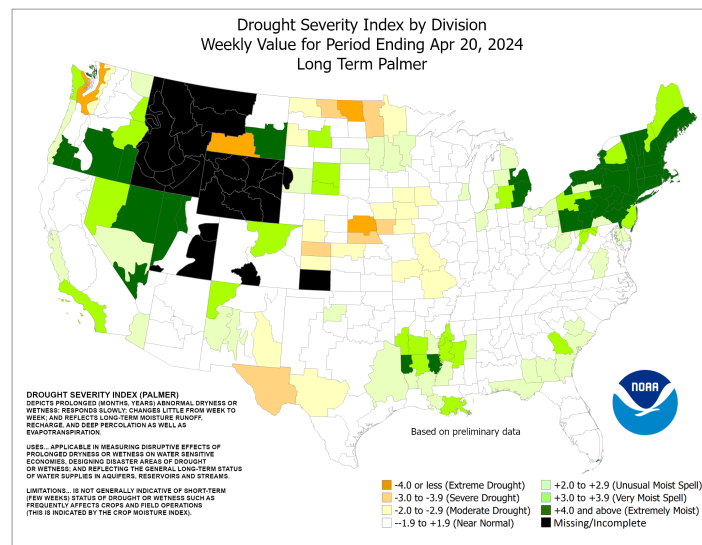 Drought Severity Index by Division
Weekly Value for Period Ending Apr 20, 2024
Long Term Palmer
DROUGHT SEVERITY INDEX (PALMER)
DEPICTS PROLONGED (MONTHS, YEARS) ABNORMAL DRYNESS OR
WETNESS: RESPONDS SLOWLY; CHANGES LITTLE FROM WEEK TO
WEEK; AND REFLECTS LONG-TERM MOISTURE RUNOFF,
RECHARGE, AND DEEP PERCOLATION AS WELL AS
EVAPOTRANSPIRATION.
USES... APPLICABLE IN MEASURING DISRUPTIVE EFFECTS OF
PROLONGED DRYNESS OR WETNESS ON WATER SENSITIVE
ECONOMIES, DESIGNING DISASTER AREAS OF DROUGHT
OR WETNESS; AND REFLECTING THE GENERAL LONG-TERM STATUS
OF WATER SUPPLIES IN AQUIFERS, RESERVOIRS AND STREAMS.
LIMITATIONS... IS NOT GENERALLY INDICATIVE OF SHORT-TERM
(FEW WEEKS) STATUS OF DROUGHT OR WETNESS SUCH AS
FREQUENTLY AFFECTS CROPS AND FIELD OPERATIONS
(THIS IS INDICATED BY THE CROP MOISTURE INDEX).
NOAA
Based on preliminary data
-4.0 or less (Extreme Drought)
-3.0 to -3.9 (Severe Drought)
-2.0 to -2.9 (Moderate Drought)
--1.9 to +1.9 (Near Normal)
+2.0 to +2.9 (Unusual Moist Spell)
+3.0 to +3.9 (Very Moist Spell)
+4.0 and above (Extremely Moist)
Missing/Incomplete